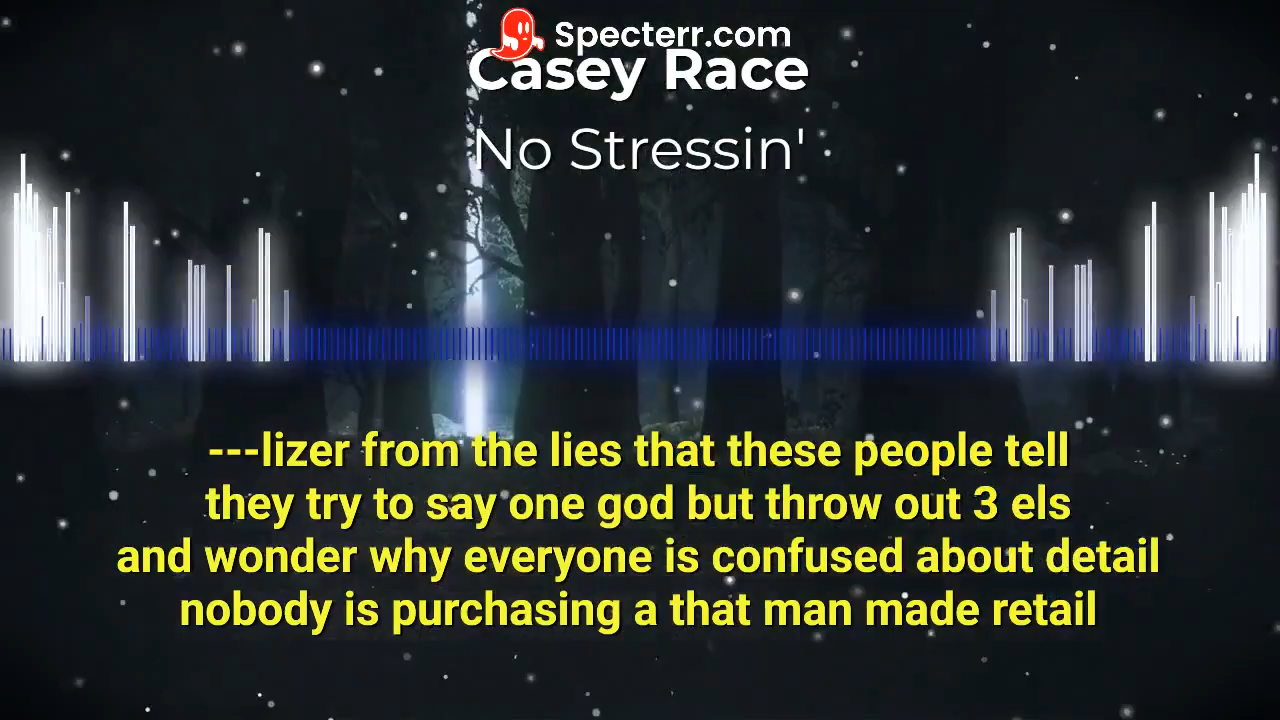 Specterr.com
Casey Race
No Stressin'
---lizer from the lies that these people tell
they try to say one god but throw out 3 els
and wonder why everyone is confused about detail
nobody is purchasing a that man made retail